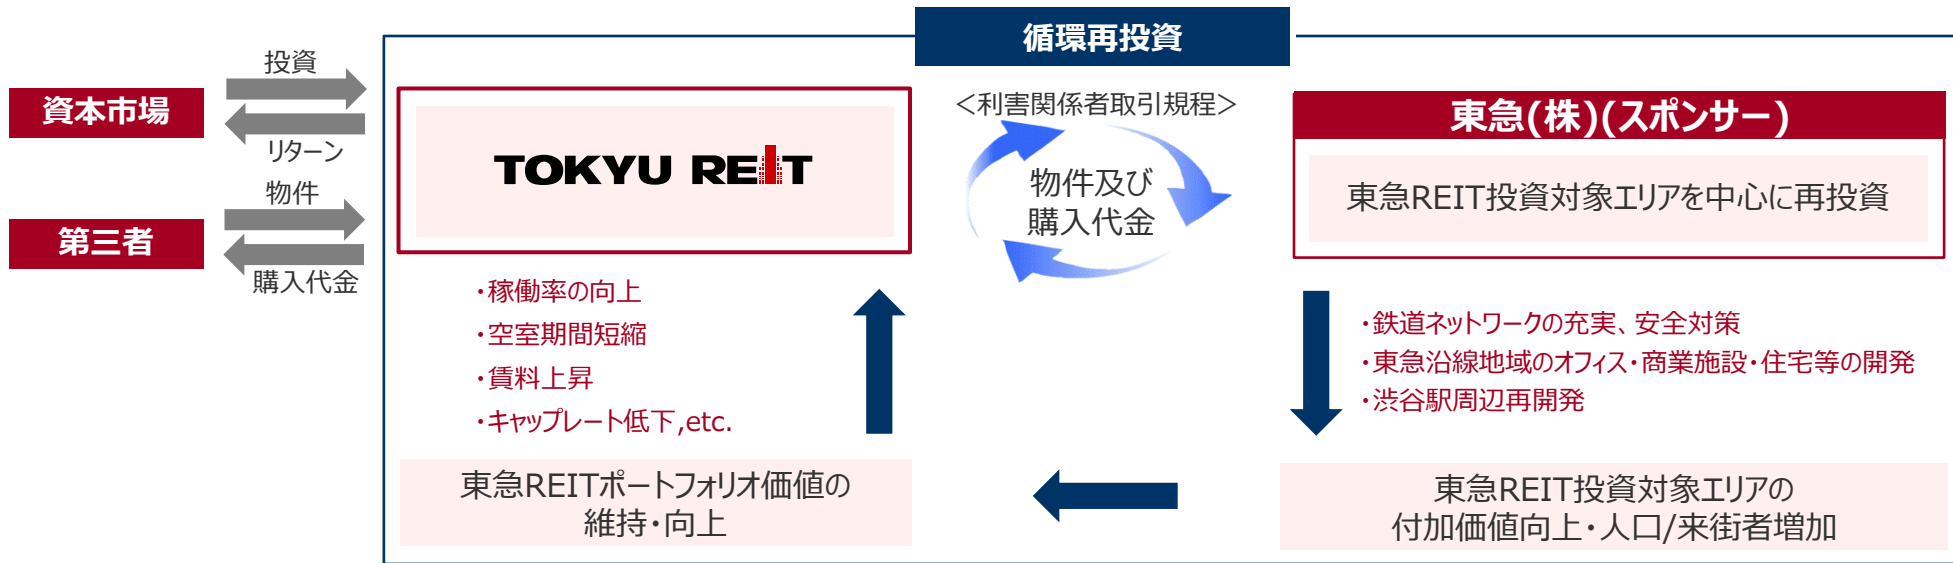 循環再投資
投資
資本市場
リターン
物件
第三者
購入代金
TOKYU REIT
＜利害関係者取引規程＞
物件及び
購入代金
東急(株)(スポンサー)
東急REIT投資対象エリアを中心に再投資
・稼働率の向上
・空室期間短縮
・賃料上昇
・キャップレート低下,etc.
・鉄道ネットワークの充実、安全対策
・東急沿線地域のオフィス・商業施設・住宅等の開発
・渋谷駅周辺再開発
東急REITポートフォリオ価値の
維持・向上
東急REIT投資対象エリアの
付加価値向上・人口/来街者増加